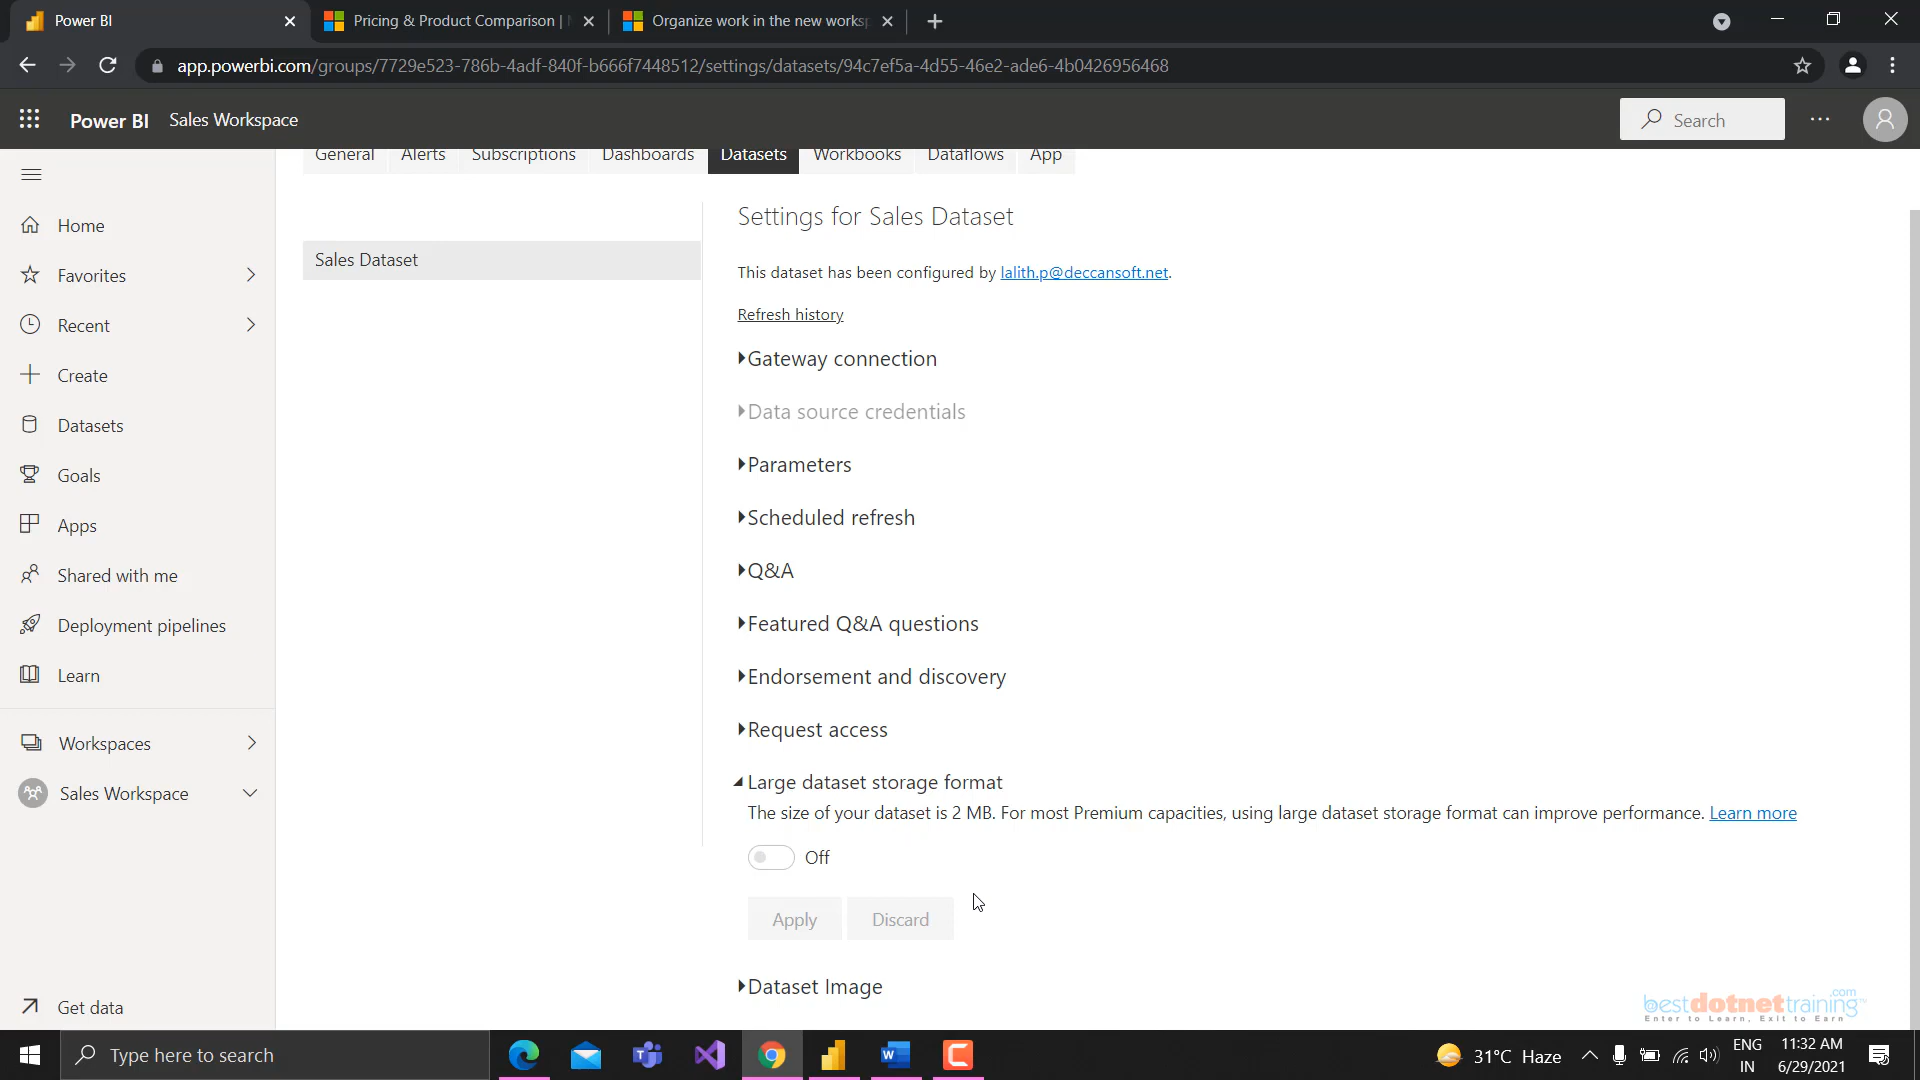 Power BI
Pricing & Product Comparison |
Organize work in the new worksp
app.powerbi.com/groups/7729e523-786b-4adf-840f-b666f7448512/settings/datasets/94c7ef5a-4d55-46e2-ade6-4b0426956468
Power BI Sales Workspace
Search
General Alerts Subscriptions Dashboards Datasets Workbooks Dataflows App
Home
Favorites
Recent
Create
Datasets
Goals
Apps
Shared with me
Deployment pipelines
Learn
Workspaces
Sales Workspace
Get data
Sales Dataset
Settings for Sales Dataset
This dataset has been configured by lalith.p@deccansoft.net.
Refresh history
Gateway connection
Data source credentials
Parameters
Scheduled refresh
Q&A
Featured Q&A questions
Endorsement and discovery
Request access
Large dataset storage format
The size of your dataset is 2 MB. For most Premium capacities, using large dataset storage format can improve performance. Learn more
Off
Apply Discard
Dataset Image
bestdotnettraining.com
Enter to Learn, Exit to Earn
Type here to search
31°C Haze
ENG
IN
11:32 AM
6/29/2021